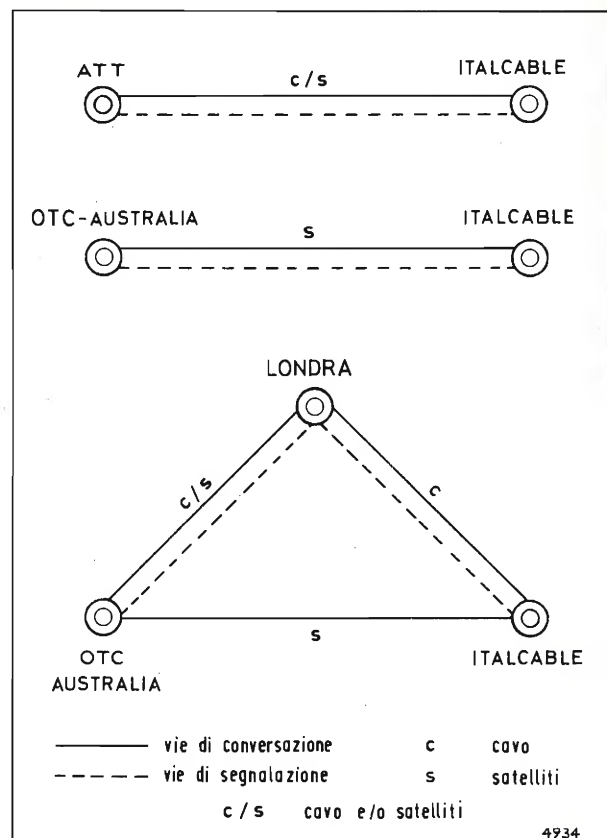 ATT
ITALCABLE
c/s
OTC-AUSTRALIA
ITALCABLE
s
LONDRA
c/s
c
s
OTC
AUSTRALIA
ITALCABLE
vie di conversazione c cavo
vie di segnalazione s satelliti
c/s cavo e/o satelliti
4934